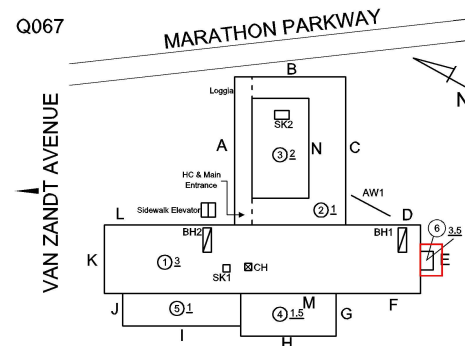 Q067
MARATHON PARKWAY
VAN ZANDT AVENUE
N
B
Loggia
SK2
A
3 2
N
C
HC & Main
Entrance
AW1
2 1
Sidewalk Elevator
L
D
6
3.5
BH2
BH1
K
1 3
CH
E
SK1
J
5 1
M
4 1.5
G
F
I
H